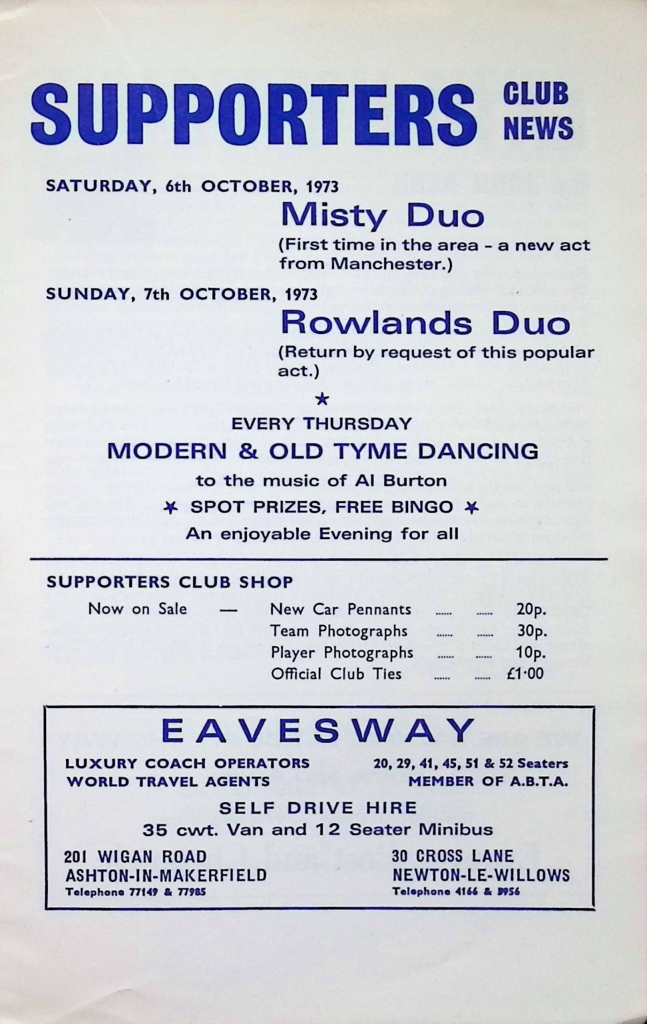 SUPPORTERS CLUB NEWS
SATURDAY, 6th OCTOBER, 1973
Misty Duo
(First time in the area - a new act
from Manchester.)
SUNDAY, 7th OCTOBER, 1973
Rowlands Duo
(Return by request of this popular
act.)
★
EVERY THURSDAY
MODERN & OLD TYME DANCING
to the music of Al Burton
★ SPOT PRIZES, FREE BINGO ★
An enjoyable Evening for all
SUPPORTERS CLUB SHOP
Now on Sale — New Car Pennants ...... ...... 20p.
Team Photographs ...... ...... 30p.
Player Photographs ...... ...... 10p.
Official Club Ties ...... ...... £1·00
EAVESWAY
LUXURY COACH OPERATORS 20, 29, 41, 45, 51 & 52 Seaters
WORLD TRAVEL AGENTS MEMBER OF A.B.T.A.
SELF DRIVE HIRE
35 cwt. Van and 12 Seater Minibus
201 WIGAN ROAD 30 CROSS LANE
ASHTON-IN-MAKERFIELD NEWTON-LE-WILLOWS
Telephone 77149 & 77985 Telephone 4166 &